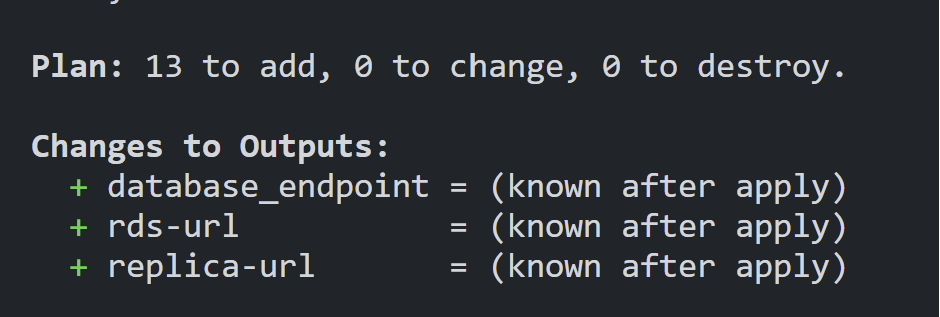 Plan: 13 to add, 0 to change, 0 to destroy.
Changes to Outputs:
+ database_endpoint = (known after apply)
+ rds-url = (known after apply)
+ replica-url = (known after apply)